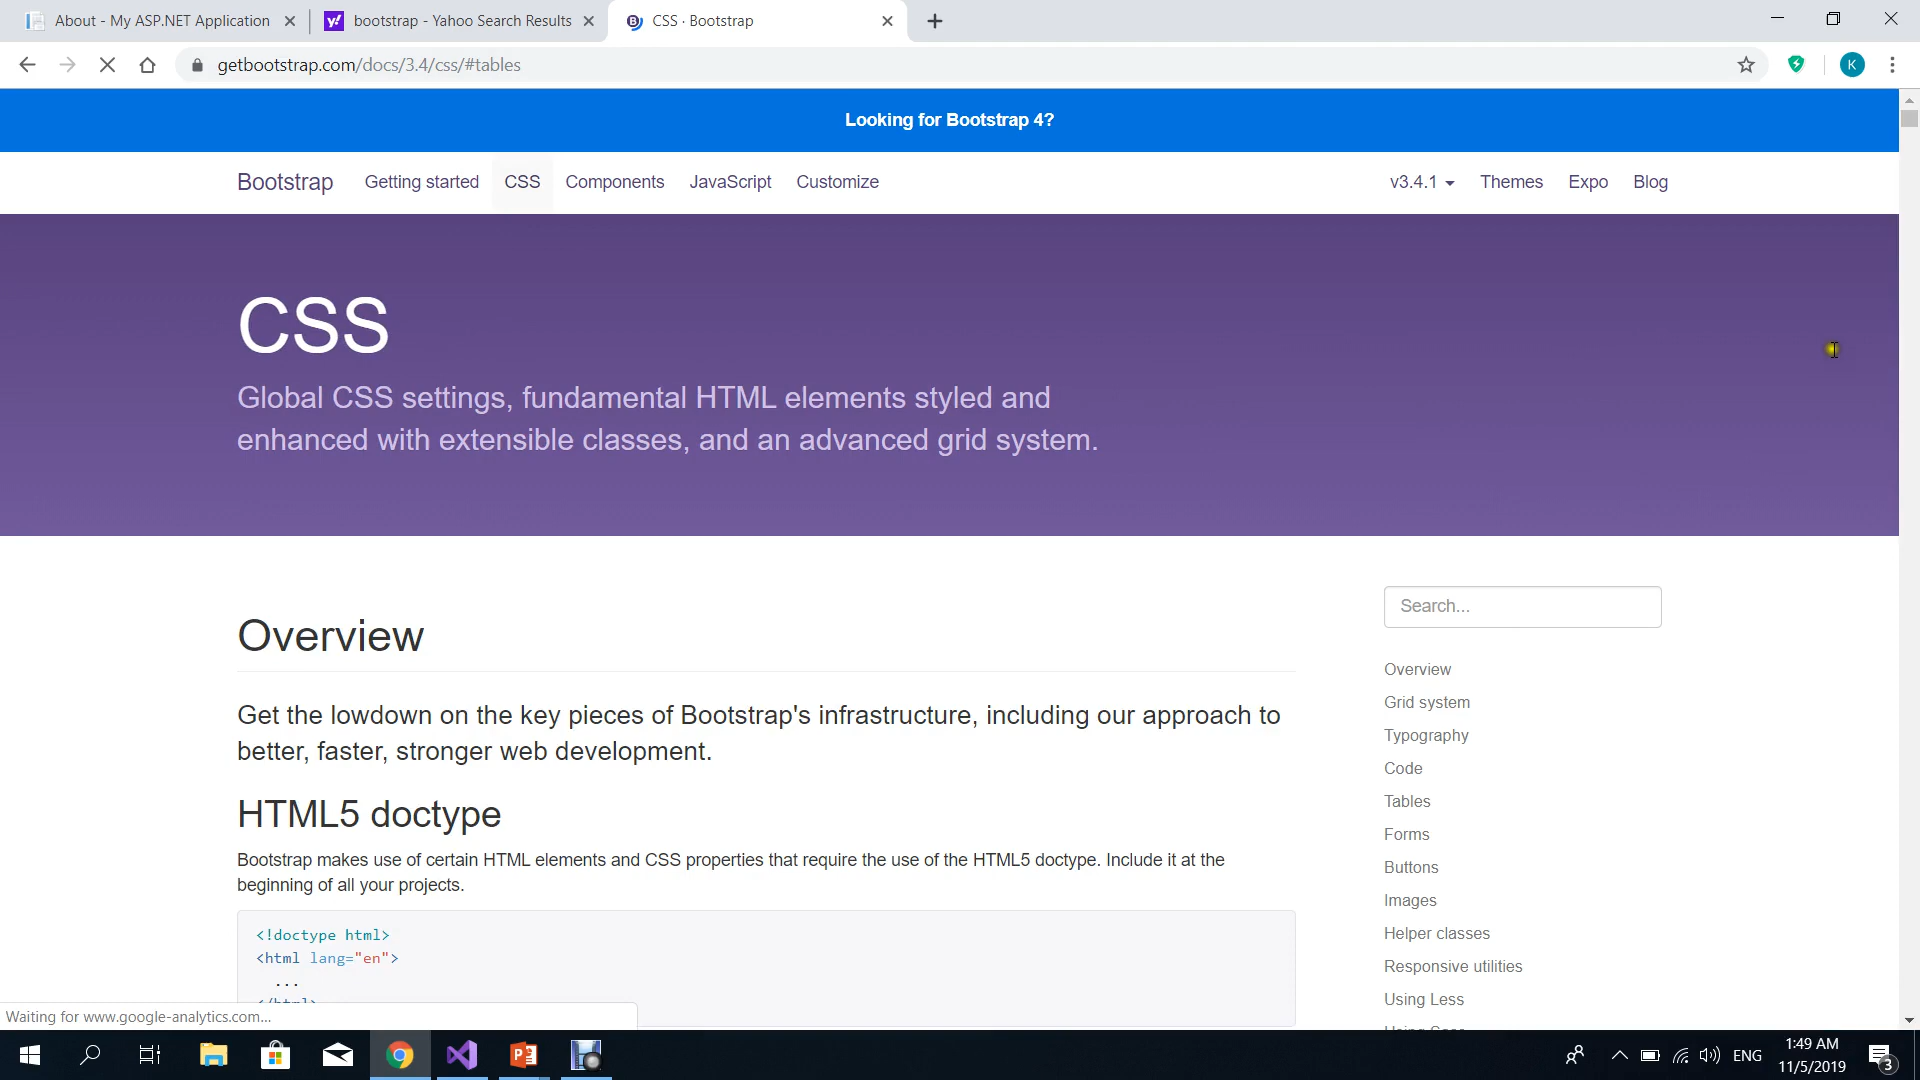 About - My ASP.NET Application
bootstrap - Yahoo Search Results
CSS · Bootstrap
getbootstrap.com/docs/3.4/css/#tables
K
Looking for Bootstrap 4?
Bootstrap Getting started CSS Components JavaScript Customize v3.4.1 Themes Expo Blog
CSS
Global CSS settings, fundamental HTML elements styled and
enhanced with extensible classes, and an advanced grid system.
Overview
Get the lowdown on the key pieces of Bootstrap's infrastructure, including our approach to
better, faster, stronger web development.
HTML5 doctype
Bootstrap makes use of certain HTML elements and CSS properties that require the use of the HTML5 doctype. Include it at the
beginning of all your projects.
<!doctype html>
<html lang="en">
...
</html>
Search...
Overview
Grid system
Typography
Code
Tables
Forms
Buttons
Images
Helper classes
Responsive utilities
Using Less
Waiting for www.google-analytics.com...
ENG
1:49 AM
11/5/2019
3